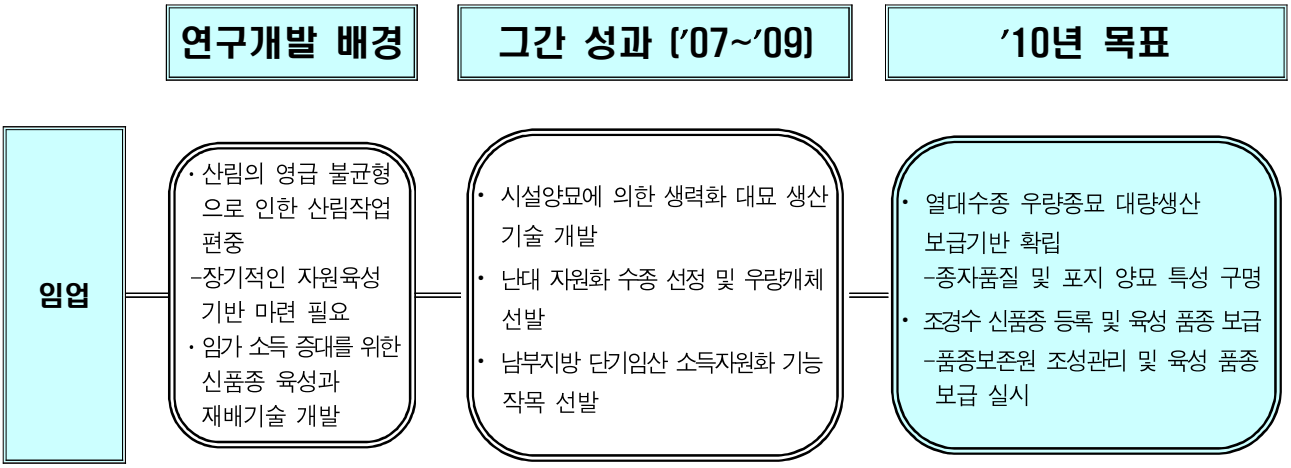 연구개발 배경
그간 성과 (′07~′09)
′10년 목표
임업
· 산림의 영급 불균형
으로 인한 산림작업
편중
-장기적인 자원육성
기반 마련 필요
· 임가 소득 증대를 위한
신품종 육성과
재배기술 개발
· 시설양묘에 의한 생력화 대묘 생산
기술 개발
· 난대 자원화 수종 선정 및 우량개체
선발
· 남부지방 단기임산 소득자원화 기능
작목 선발
· 열대수종 우량종묘 대량생산
보급기반 확립
-종자품질 및 포지 양묘 특성 구명
· 조경수 신품종 등록 및 육성 품종 보급
-품종보존원 조성관리 및 육성 품종
보급 실시